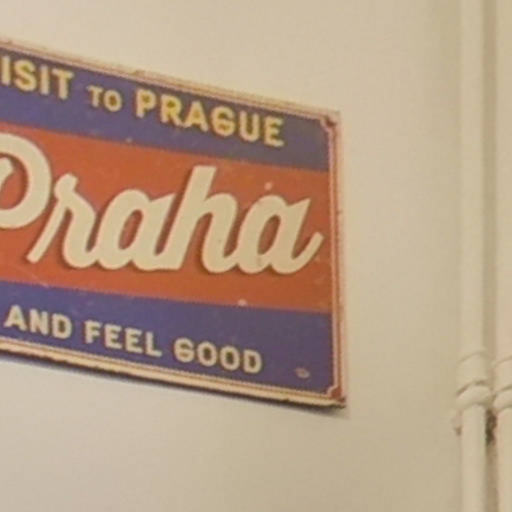 ISIT TO PRAGUE
Praha
AND FEEL GOOD